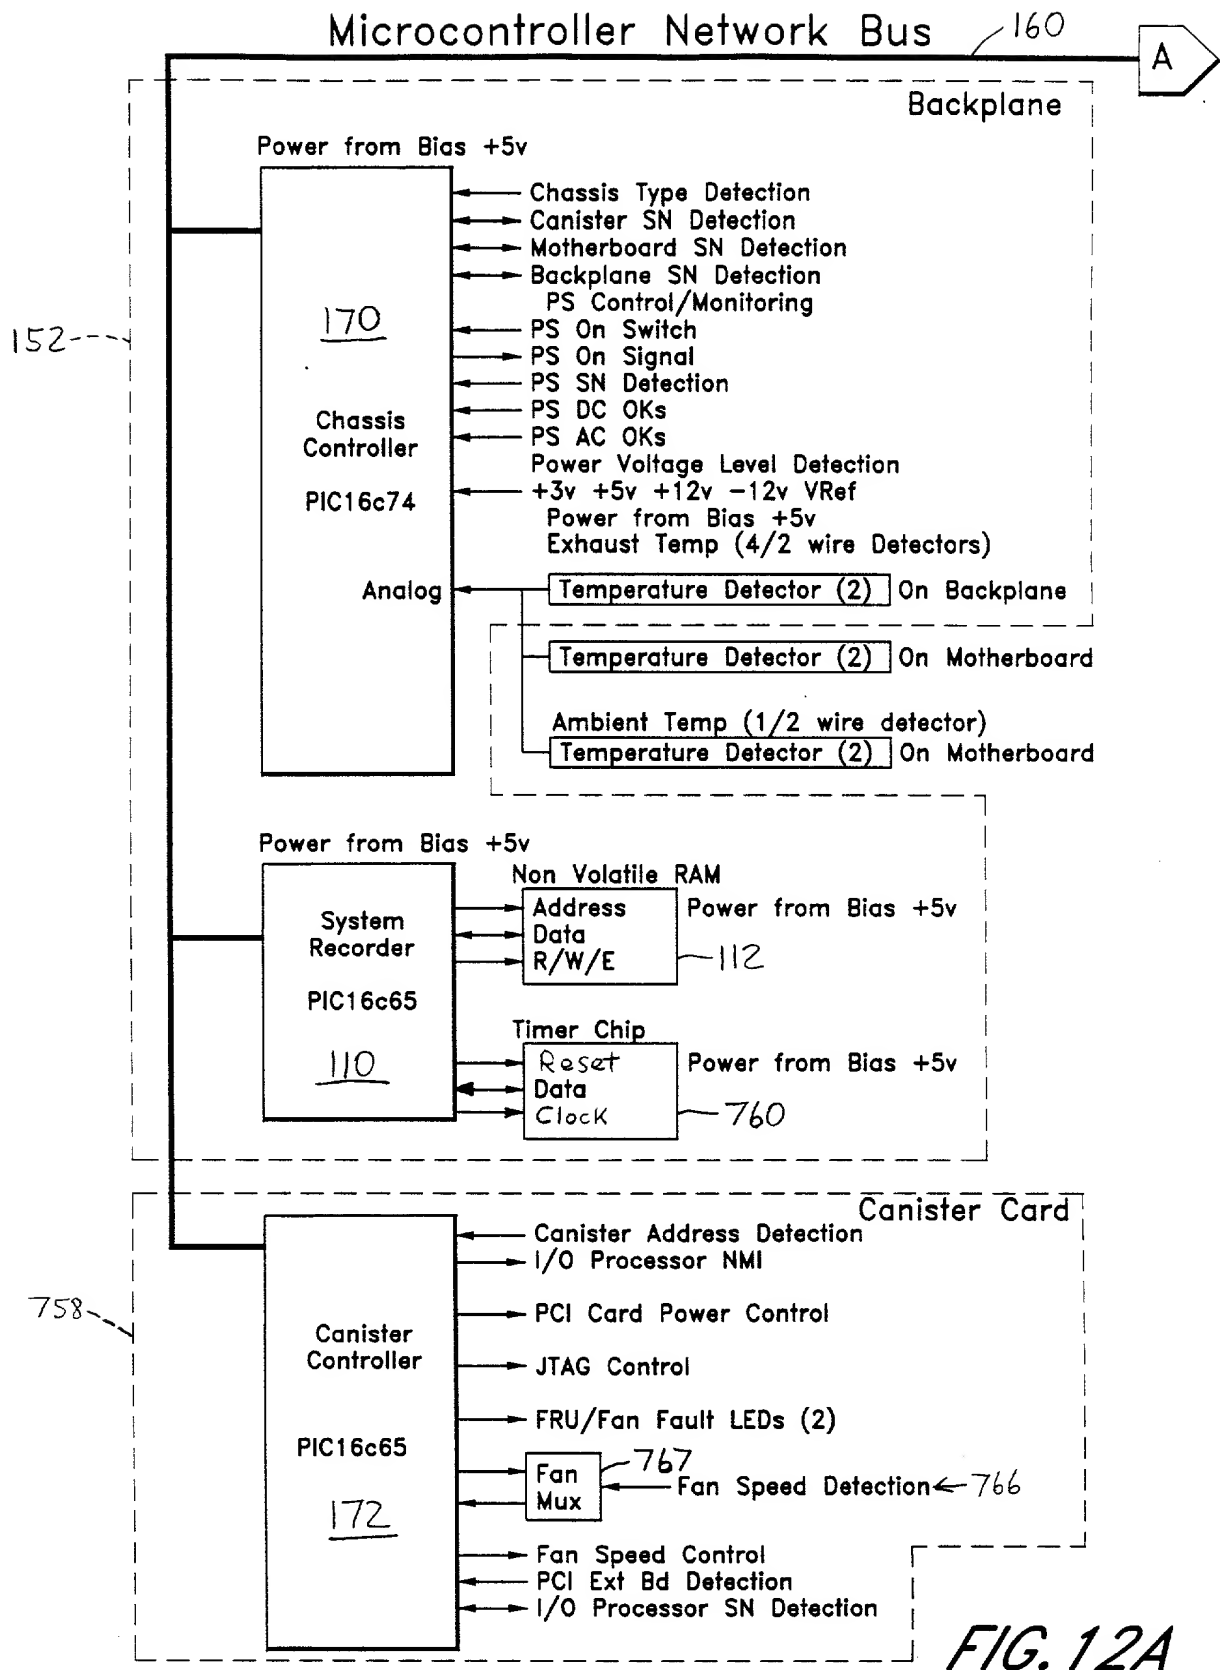 Microcontroller Network Bus
160
A
Backplane
Power from Bias +5v
Chassis Type Detection
Canister SN Detection
Motherboard SN Detection
Backplane SN Detection
PS Control/Monitoring
170
PS On Switch
152
PS On Signal
PS SN Detection
PS DC OKs
Chassis
Controller
PS AC OKs
Power Voltage Level Detection
PIC16c74
+3v +5v +12v -12v VRef
Power from Bias +5v
Exhaust Temp (4/2 wire Detectors)
Analog
Temperature Detector (2) On Backplane
Temperature Detector (2) On Motherboard
Ambient Temp (1/2 wire detector)
Temperature Detector (2) On Motherboard
Power from Bias +5v
Non Volatile RAM
System
Recorder
Address
Data
R/W/E
Power from Bias +5v
112
PIC16c65
110
Timer Chip
Reset
Data
Clock
Power from Bias +5v
760
Canister Card
Canister Address Detection
I/O Processor NMI
758
PCI Card Power Control
Canister
Controller
JTAG Control
FRU/Fan Fault LEDs (2)
PIC16c65
767
Fan
Mux
Fan Speed Detection
766
172
Fan Speed Control
PCI Ext Bd Detection
I/O Processor SN Detection
FIG. 12A